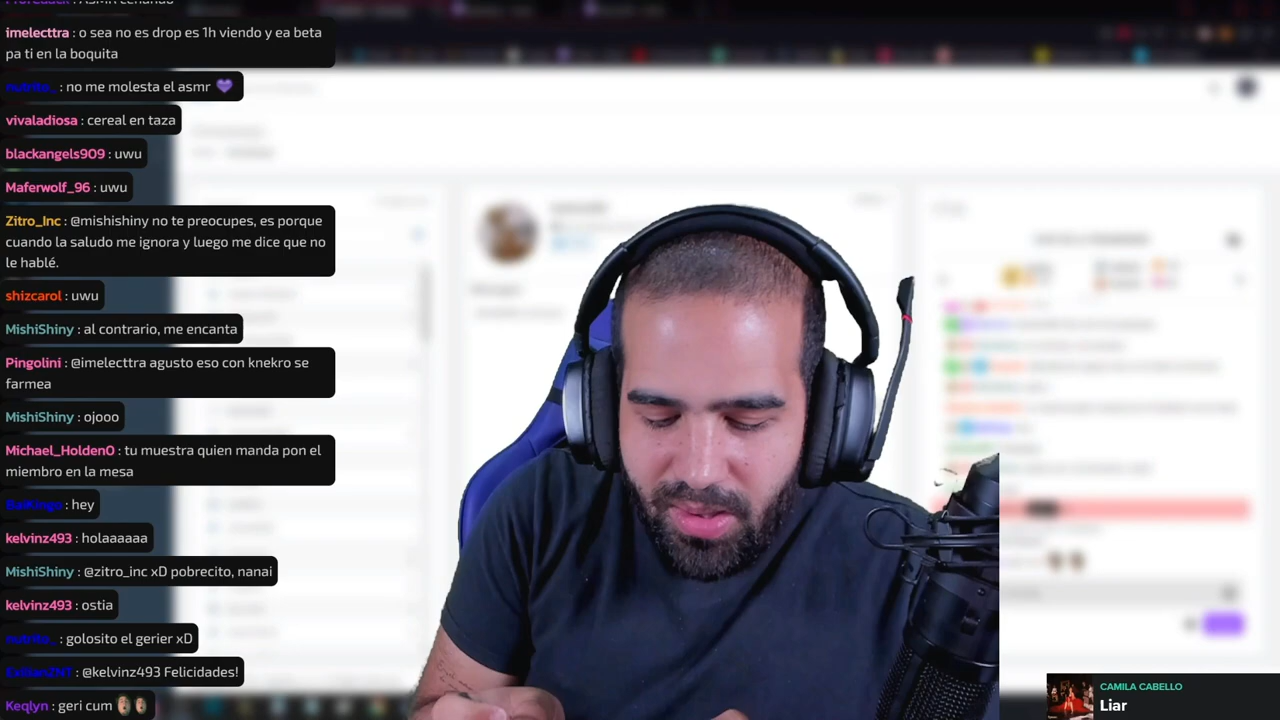 imelecttra : o sea no es drop es 1h viendo y ea beta
pa ti en la boquita
nutrito_ : no me molesta el asmr
vivaladiosa : cereal en taza
blackangels909 : uwu
Maferwolf_96 : uwu
Zitro_Inc : @mishishiny no te preocupes, es porque
cuando la saludo me ignora y luego me dice que no
le hablé.
shizcarol : uwu
MishiShiny : al contrario, me encanta
Pingolini : @imelecttra agusto eso con knekro se
farmea
MishiShiny : ojooo
Michael_Holden0 : tu muestra quien manda pon el
miembro en la mesa
: hey
kelvinz493 : holaaaaaa
MishiShiny : @zitro_inc xD pobrecito, nanai
kelvinz493 : ostia
nutrito_ : golosito el gerier xD
: @kelvinz493 Felicidades!
Keqlyn : geri cum
CAMILA CABELLO
Liar